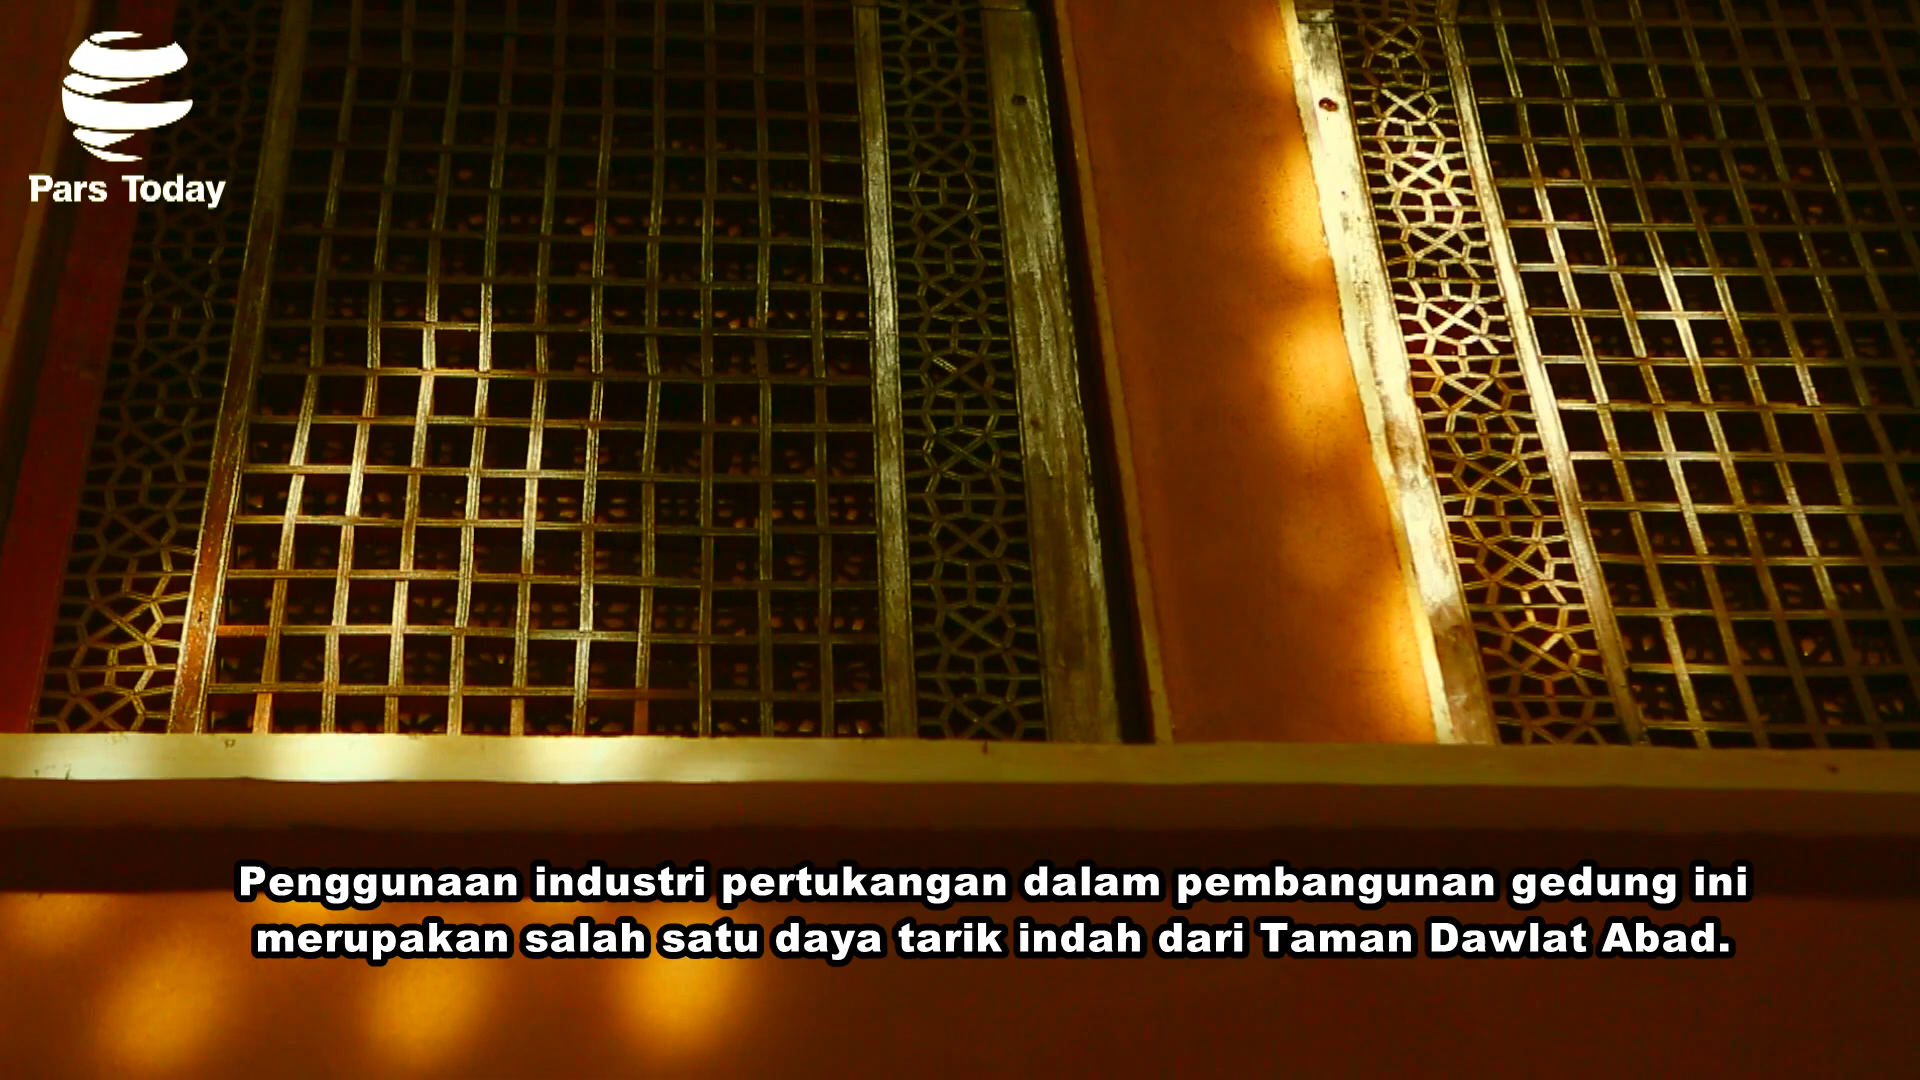 Pars Today
Penggunaan industri pertukangan dalam pembangunan gedung ini
merupakan salah satu daya tarik indah dari Taman Dawlat Abad.